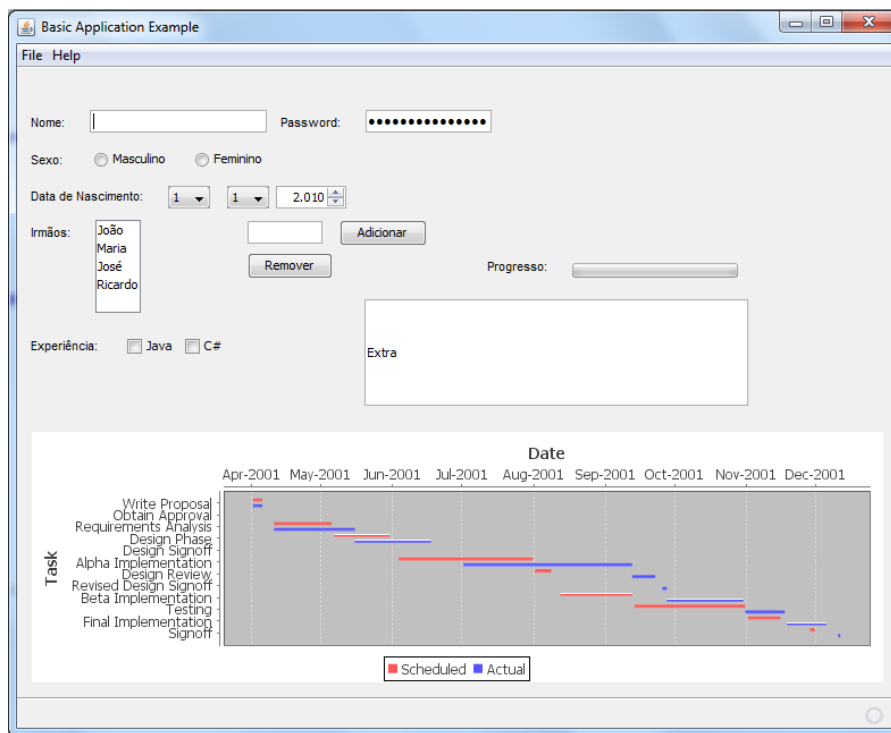 Basic Application Example
File Help
Nome: Password: •••••••••••••••
Sexo: Masculino Feminino
Data de Nascimento: 1 1 2.010
Irmãos: João Adicionar
Maria
José Remover Progresso:
Ricardo
Experiência: Java C# Extra
Date
Apr-2001 May-2001 Jun-2001 Jul-2001 Aug-2001 Sep-2001 Oct-2001 Nov-2001 Dec-2001
Task
Write Proposal
Obtain Approval
Requirements Analysis
Design Phase
Design Signoff
Alpha Implementation
Design Review
Revised Design Signoff
Beta Implementation
Testing
Final Implementation
Signoff
Scheduled Actual